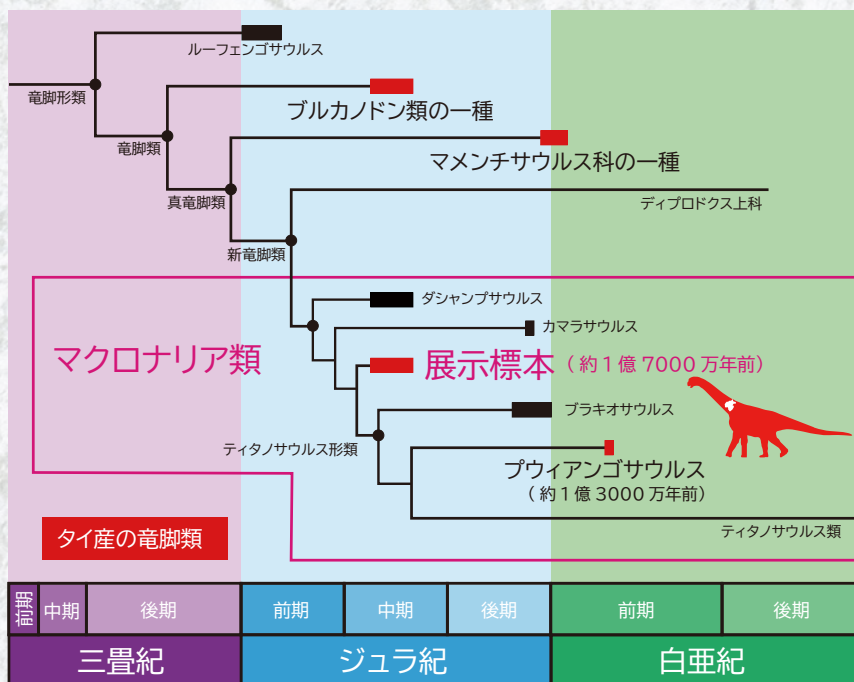 ルーフェンゴサウルス
竜脚形類
ブルカノドン類の一種
竜脚類
マメンチサウルス科の一種
真竜脚類
ディプロドクス上科
新竜脚類
ダシャンプサウルス
カマラサウルス
マクロナリア類
展示標本(約1億7000万年前)
ブラキオサウルス
ティタノサウルス形類
プウィアンゴサウルス
(約1億3000万年前)
タイ産の竜脚類
ティタノサウルス類
前期 中期 後期 前期 中期 後期 前期 後期
三畳紀 ジュラ紀 白亜紀